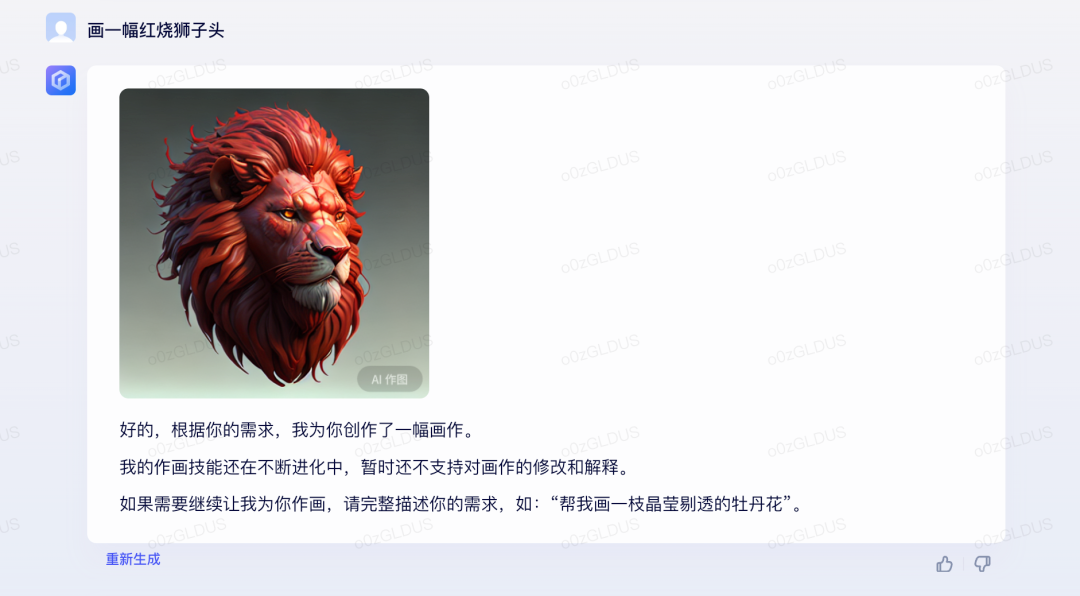 画一幅红烧狮子头
AI 作图
好的，根据你的需求，我为你创作了一幅画作。
我的作画技能还在不断进化中，暂时还不支持对画作的修改和解释。
如果需要继续让我为你作画，请完整描述你的需求，如：“帮我画一枝晶莹剔透的牡丹花”。
重新生成
o0zGLDUS